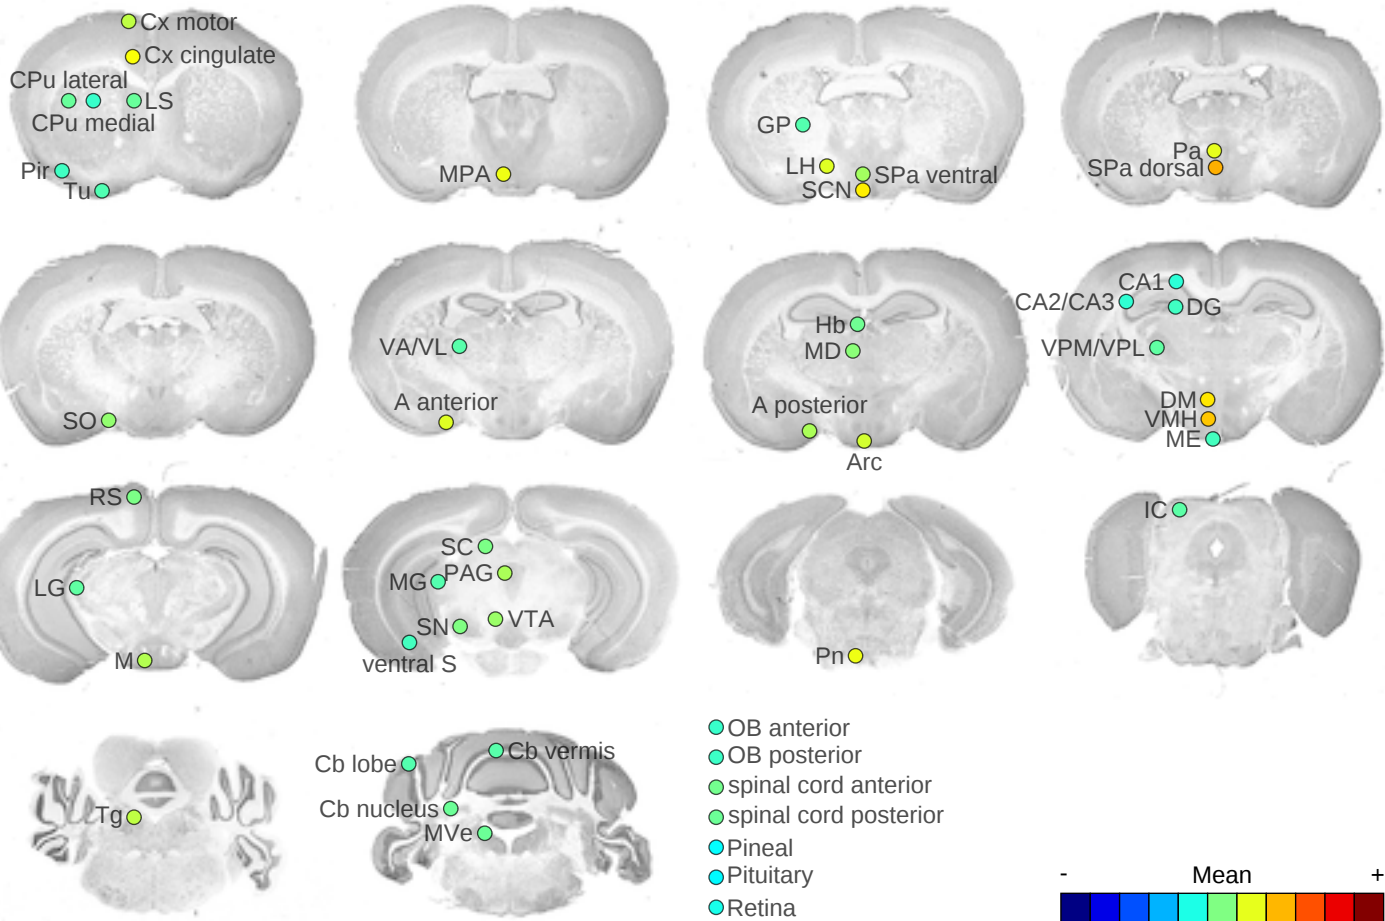 Cx motor
Cx cingulate
CPu lateral
LS
CPu medial
Pir
Tu
MPA
GP
LH
SPa ventral
SCN
Pa
SPa dorsal
SO
VA/VL
A anterior
Hb
MD
A posterior
Arc
CA1
CA2/CA3
DG
VPM/VPL
DM
VMH
ME
RS
LG
M
SC
PAG
MG
VTA
SN
ventral S
Pn
IC
Tg
Cb vermis
Cb lobe
Cb nucleus
MVe
OB anterior
OB posterior
spinal cord anterior
spinal cord posterior
Pineal
Pituitary
Retina
- Mean +